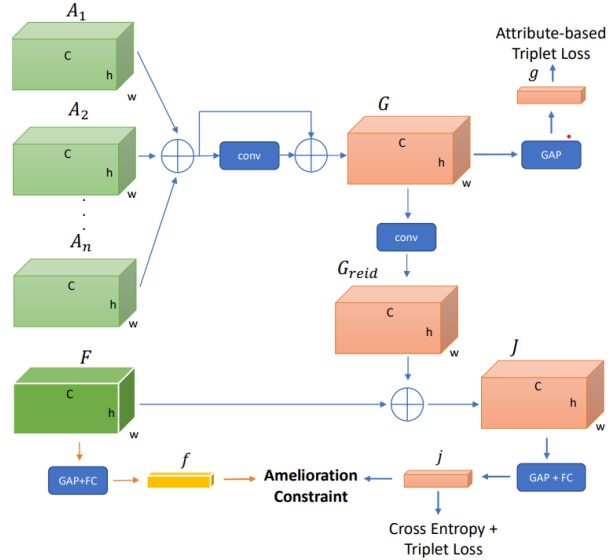 A₁
C
h
w
A₂
C
h
w
.
.
.
Aₙ
C
h
w
conv
G
C
h
w
GAP
g
Attribute-based
Triplet Loss
conv
G_reid
C
h
w
F
C
h
w
J
C
h
w
GAP+FC
f
Amelioration
Constraint
j
GAP + FC
Cross Entropy +
Triplet Loss